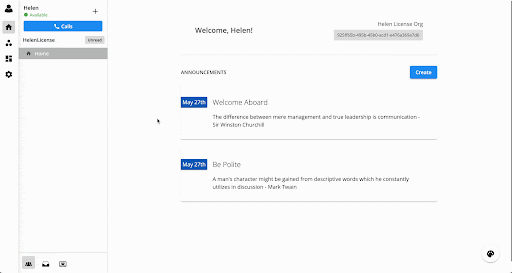 Helen
Available
Calls
HelenLicense
Unread
Home
Welcome, Helen!
Helen License Org
ANNOUNCEMENTS
Create
May 27th
Welcome Aboard
The difference between mere management and true leadership is communication -
Sir Winston Churchill
May 27th
Be Polite
A man's character might be gained from descriptive words which he constantly
utilizes in discussion - Mark Twain